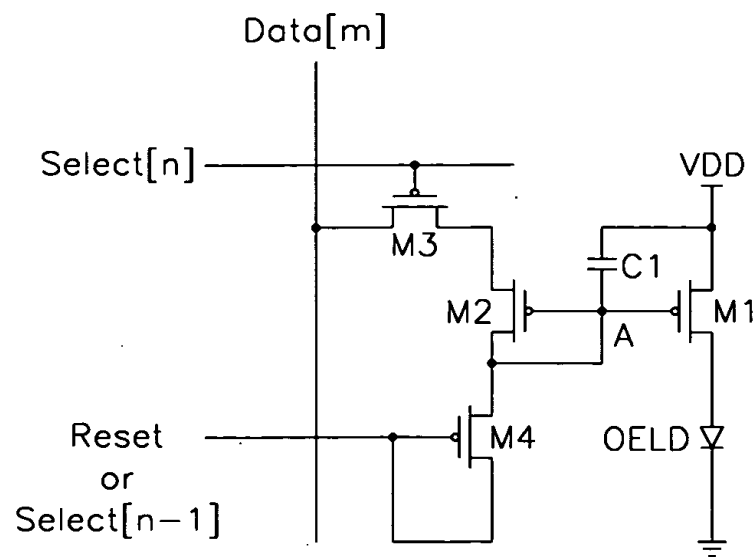 Data[m]
Select[n]
VDD
M3
C1
M2
M1
A
M4
OELD
Reset
or
Select[n-1]